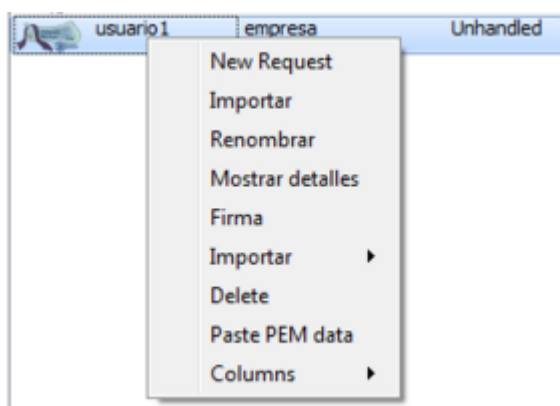 usuario1 empresa Unhandled
New Request
Importar
Renombrar
Mostrar detalles
Firma
Importar
Delete
Paste PEM data
Columns